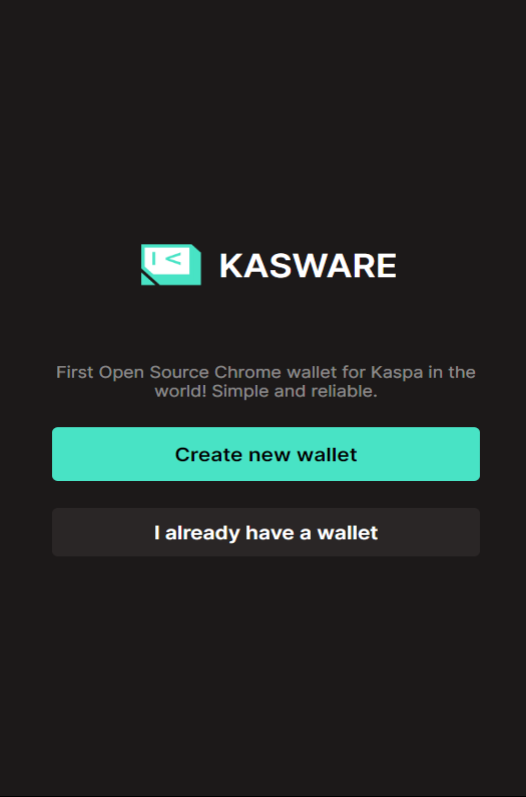 KASWARE
First Open Source Chrome wallet for Kaspa in the
world! Simple and reliable.
Create new wallet
I already have a wallet